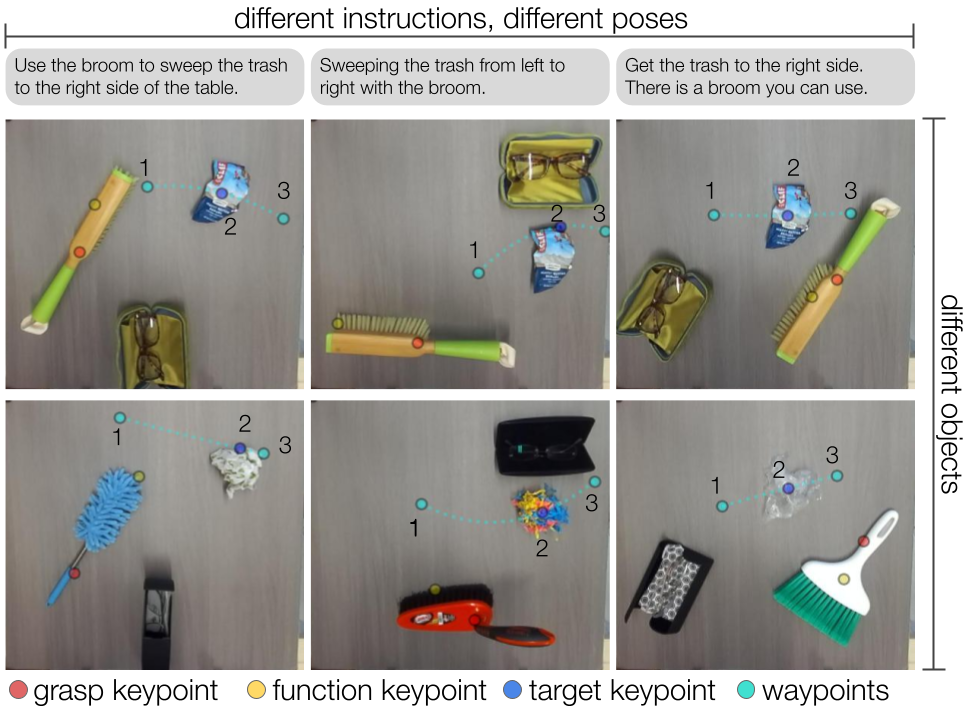 different instructions, different poses
Use the broom to sweep the trash
to the right side of the table.
Sweeping the trash from left to
right with the broom.
Get the trash to the right side.
There is a broom you can use.
1
2
3
1
2
3
1
2
3
different objects
1
2
3
1
2
3
1
2
3
grasp keypoint
function keypoint
target keypoint
waypoints